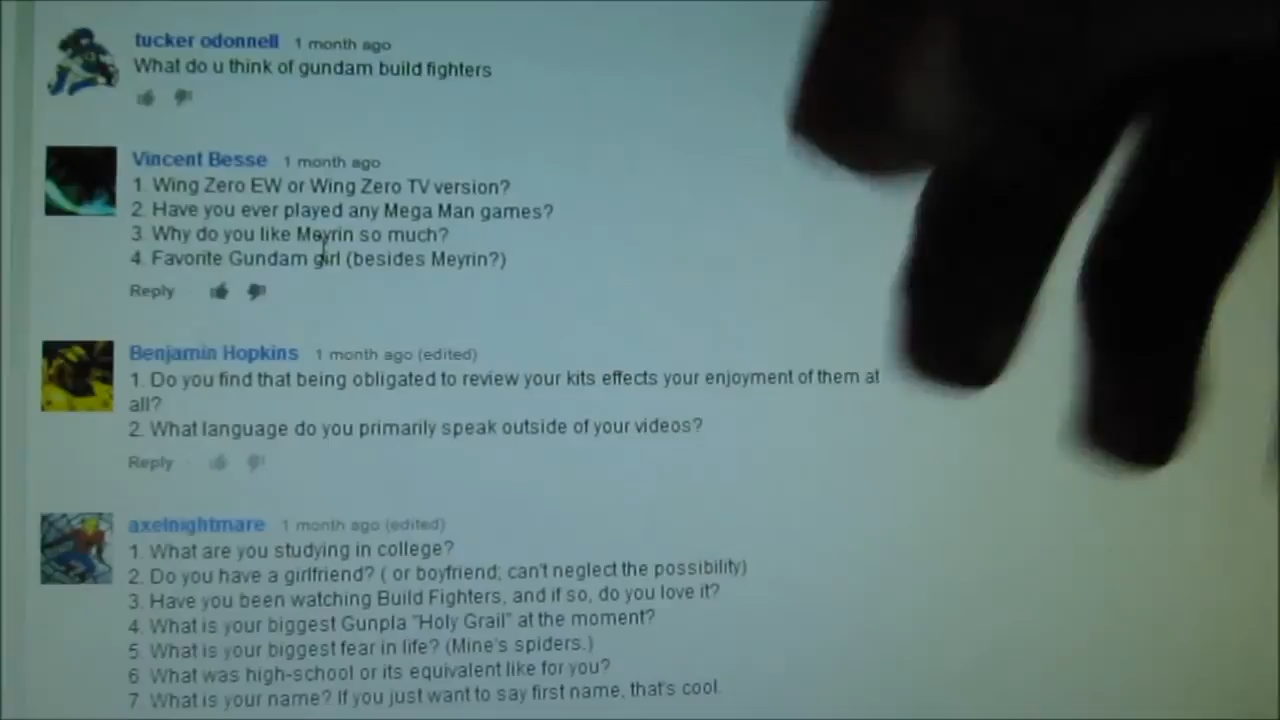 tucker odonnell 1 month ago
What do u think of gundam build fighters
Vincent Besse 1 month ago
1. Wing Zero EW or Wing Zero TV version?
2. Have you ever played any Mega Man games?
3. Why do you like Meyrin so much?
4. Favorite Gundam girl (besides Meyrin?)
Reply
Benjamin Hopkins 1 month ago (edited)
1. Do you find that being obligated to review your kits effects your enjoyment of them at
all?
2. What language do you primarily speak outside of your videos?
Reply
axelnightmare 1 month ago (edited)
1. What are you studying in college?
2. Do you have a girlfriend? ( or boyfriend; can't neglect the possibility)
3. Have you been watching Build Fighters, and if so, do you love it?
4. What is your biggest Gunpla "Holy Grail" at the moment?
5. What is your biggest fear in life? (Mine's spiders.)
6. What was high-school or its equivalent like for you?
7. What is your name? If you just want to say first name, that's cool.